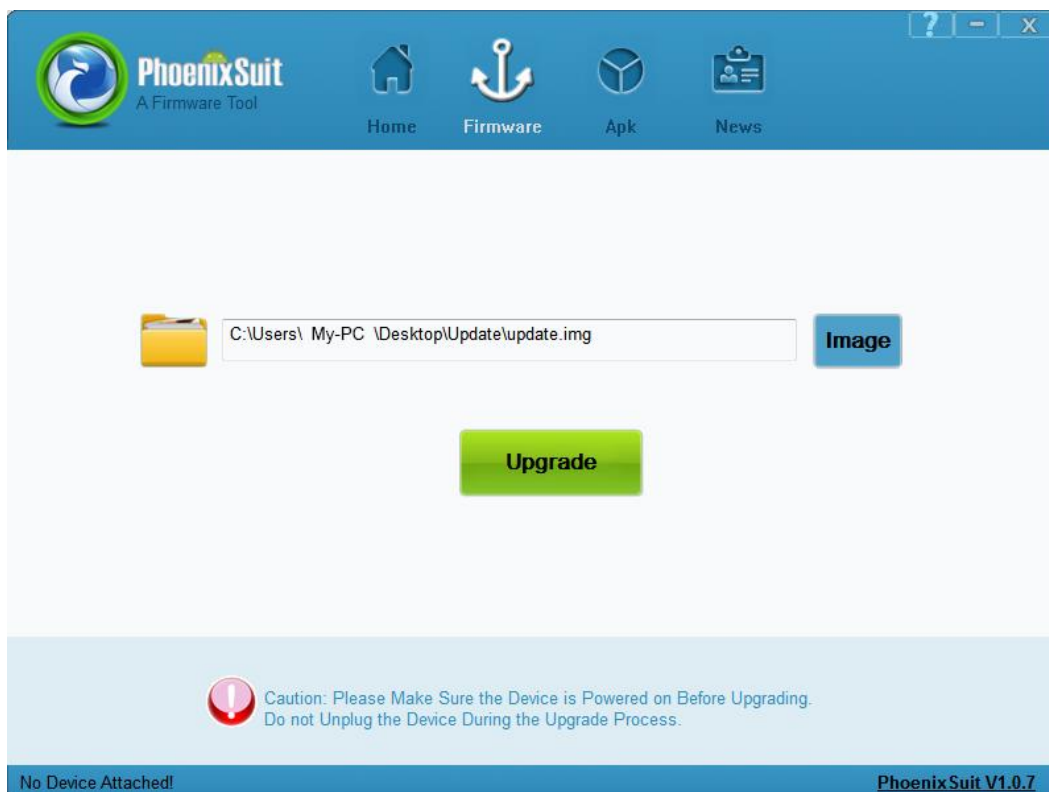 ? - x
PhoenixSuit
A Firmware Tool
Home Firmware Apk News
C:\Users\ My-PC \Desktop\Update\update.img
Image
Upgrade
Caution: Please Make Sure the Device is Powered on Before Upgrading.
Do not Unplug the Device During the Upgrade Process.
No Device Attached! PhoenixSuit V1.0.7